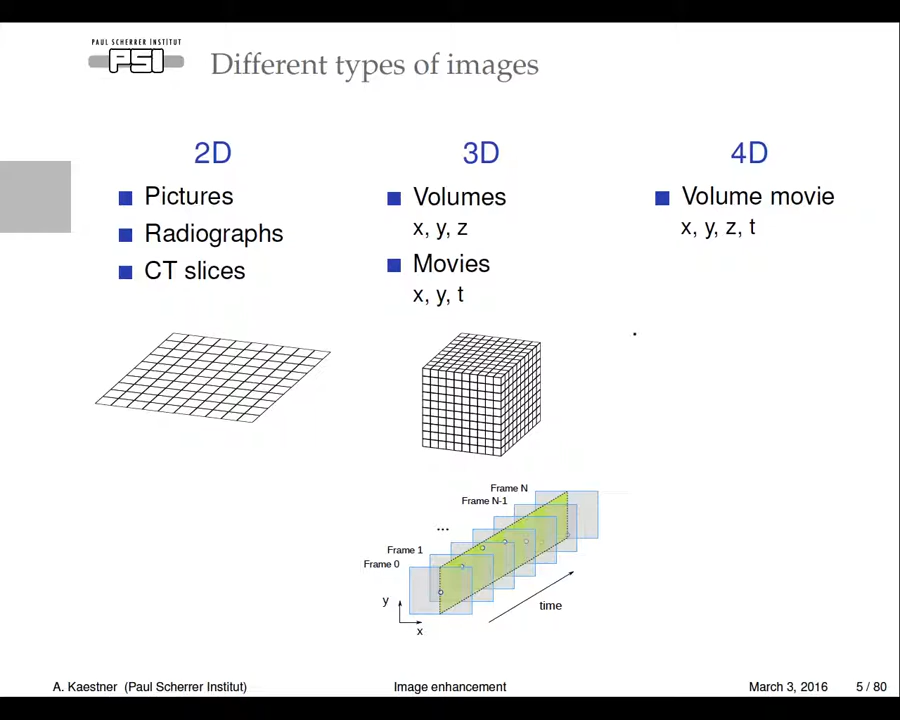 PAUL SCHERRER INSTITUT
PSI
Different types of images
2D
Pictures
Radiographs
CT slices
3D
Volumes
x, y, z
Movies
x, y, t
4D
Volume movie
x, y, z, t
Frame N
Frame N-1
...
Frame 1
Frame 0
y
x
time
A. Kaestner (Paul Scherrer Institut)
Image enhancement
March 3, 2016
5 / 80